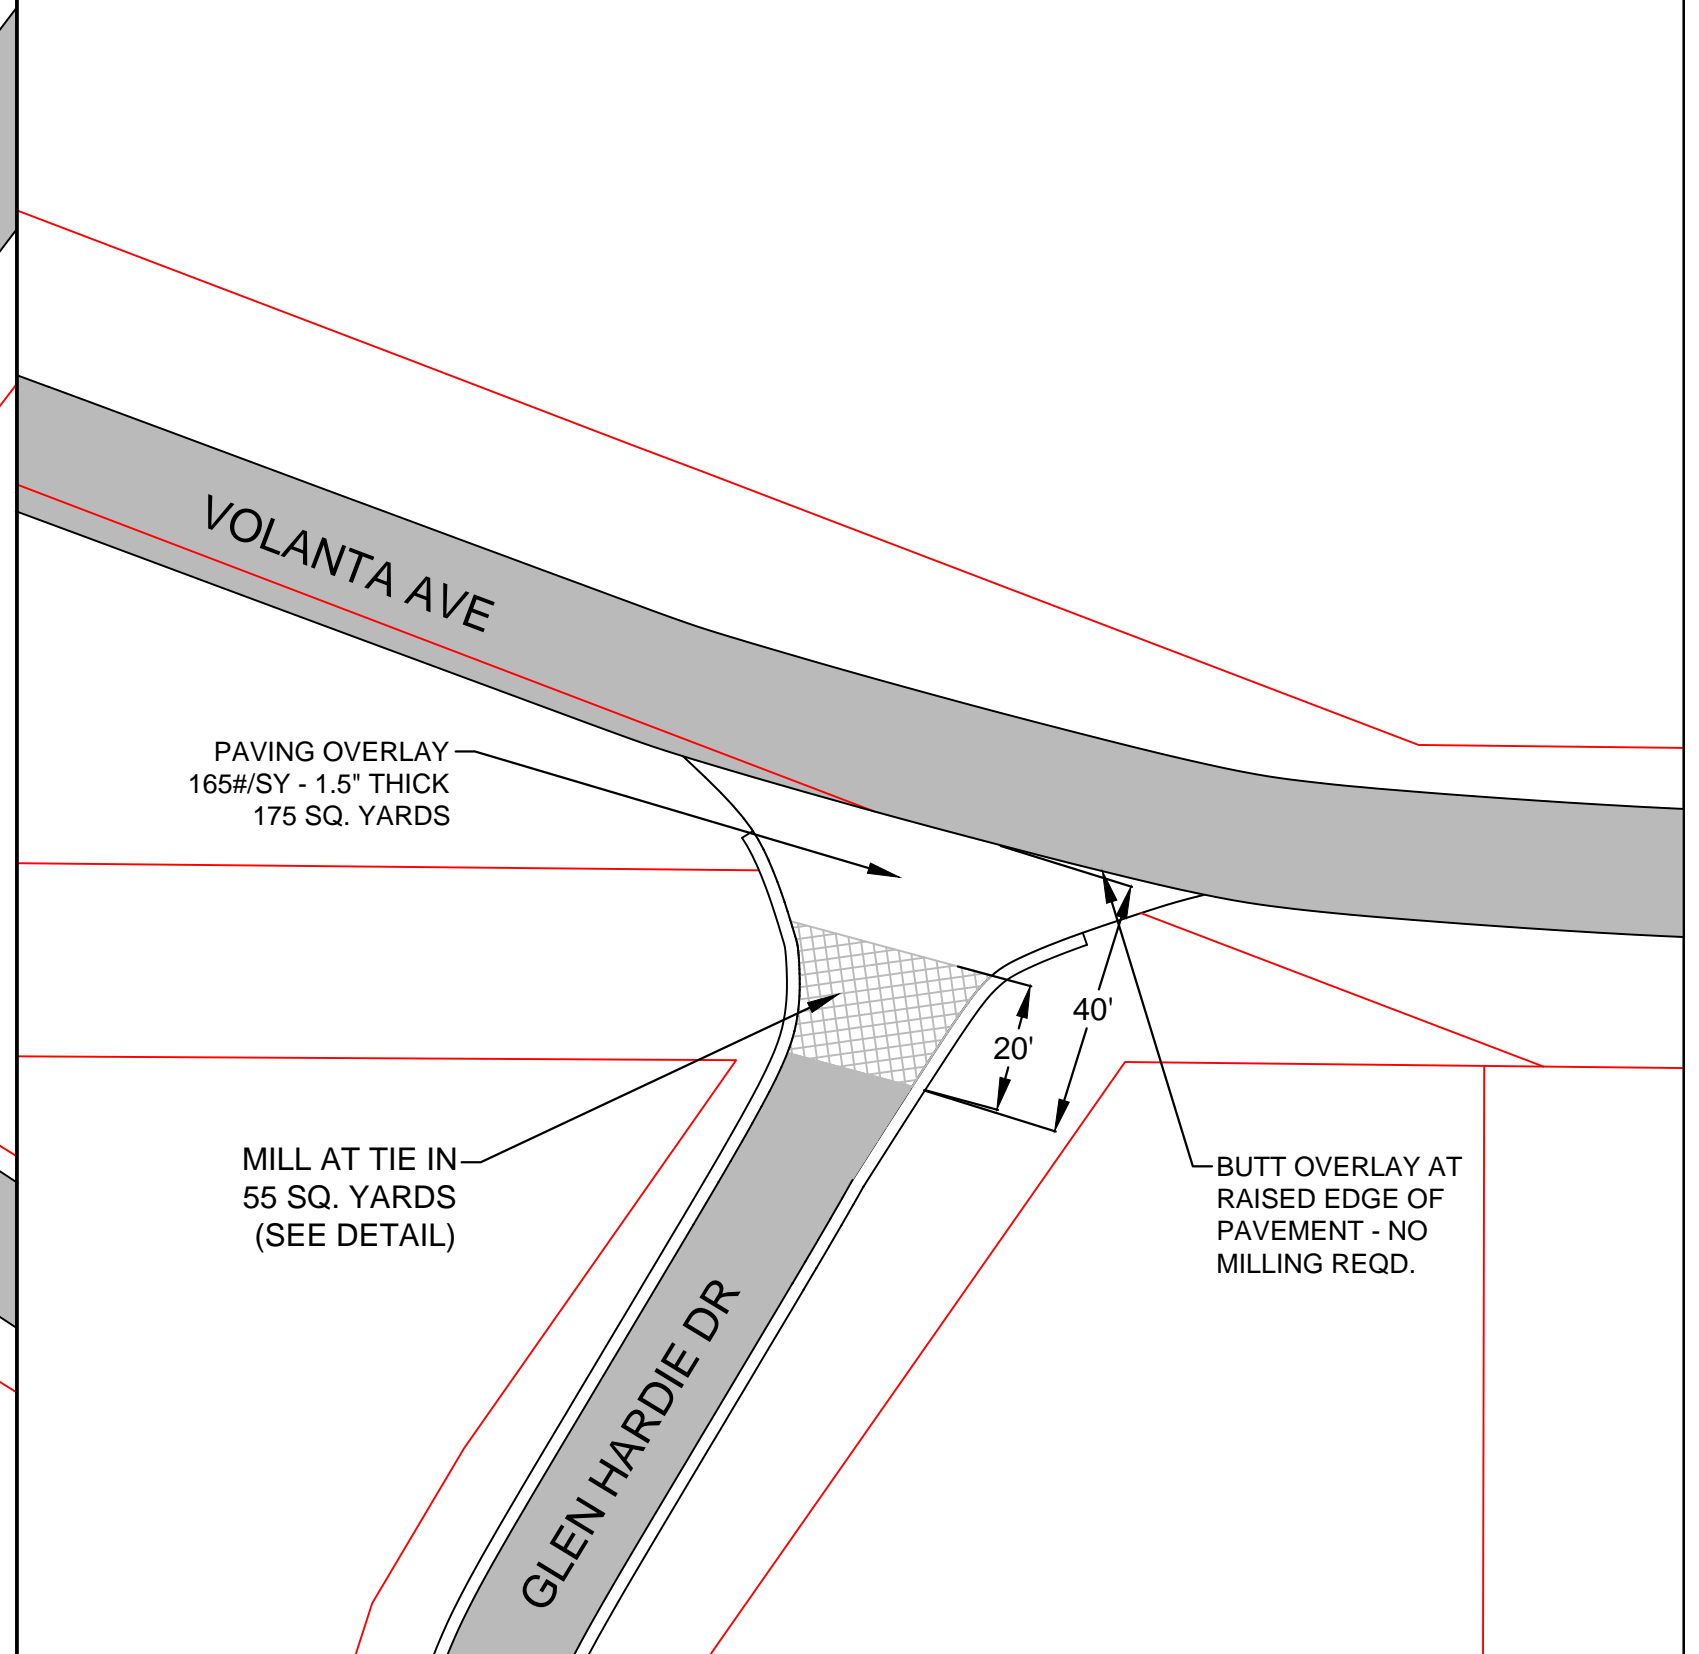 VOLANTA AVE
PAVING OVERLAY
165#/SY - 1.5" THICK
175 SQ. YARDS
40'
20'
MILL AT TIE IN
55 SQ. YARDS
(SEE DETAIL)
BUTT OVERLAY AT
RAISED EDGE OF
PAVEMENT - NO
MILLING REQD.
GLEN HARDIE DR